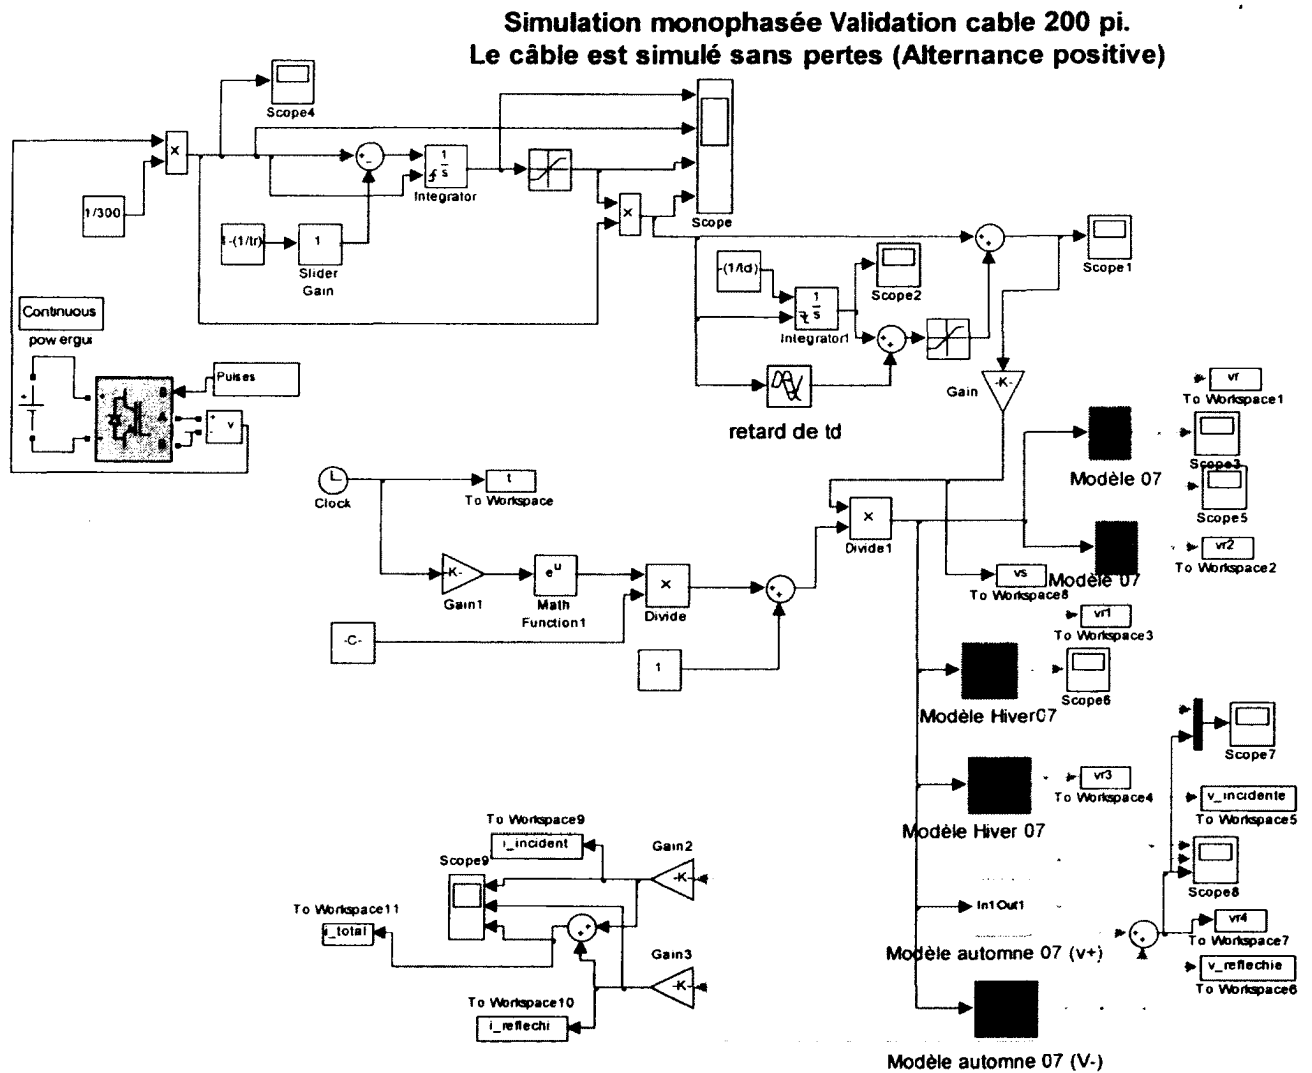 Simulation monophasée Validation cable 200 pi.
Le câble est simulé sans pertes (Alternance positive)
Scope4
×
1/300
+
-
1
s
Integrator
Scope
1-(1/tr)
1
Slider
Gain
×
Scope1
-(1/td)
Scope2
1
s
Integrator1
+
+
retard de td
-K-
Gain
Continuous
powergui
Pulses
A
B
+
-
v
vr
To Workspace1
Scope3
Modèle 07
Scope5
vr2
To Workspace2
Modèle 07
Clock
t
To Workspace
×
Divide1
vs
To Workspace8
-K-
Gain1
e^u
Math
Function1
×
Divide
-C-
1
vr1
To Workspace3
Scope6
Modèle Hiver07
Scope7
vr3
To Workspace4
Modèle Hiver 07
v_incidente
To Workspace5
Scope8
In1Out1
Modèle automne 07 (v+)
vr4
To Workspace7
v_reflechie
To Workspace6
Modèle automne 07 (V-)
To Workspace9
i_incident
Gain2
-K-
Scope9
To Workspace11
i_total
Gain3
-K-
To Workspace10
i_reflechi